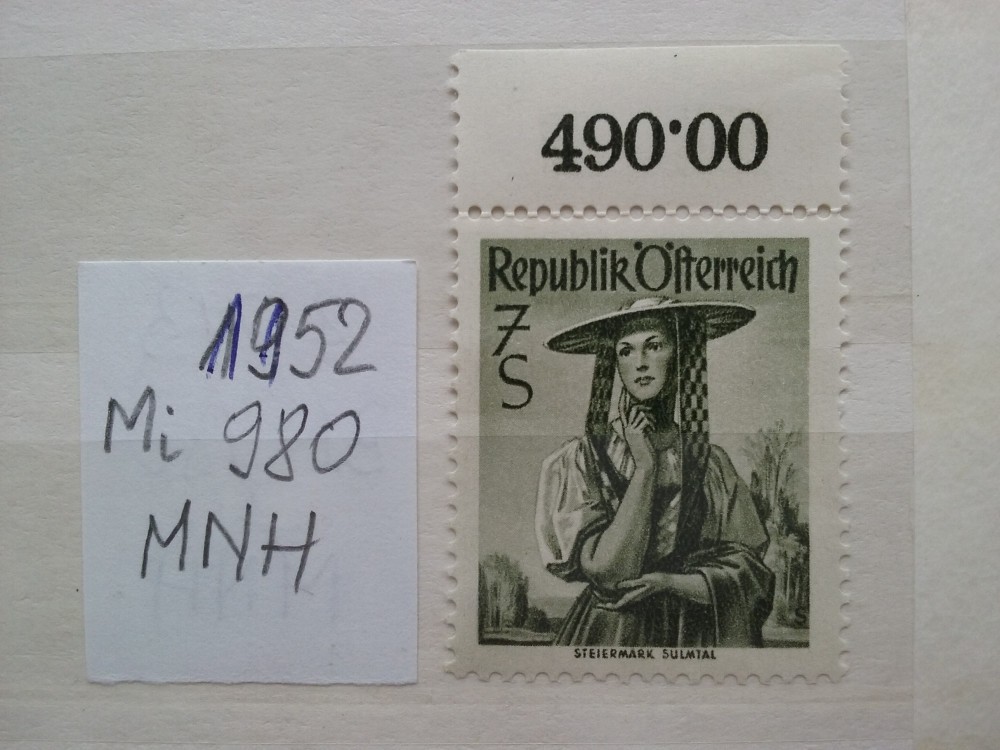 1952
Mi 980
MNH
490·00
Republik Öſterreich
7
S
STEIERMARK SULMTAL